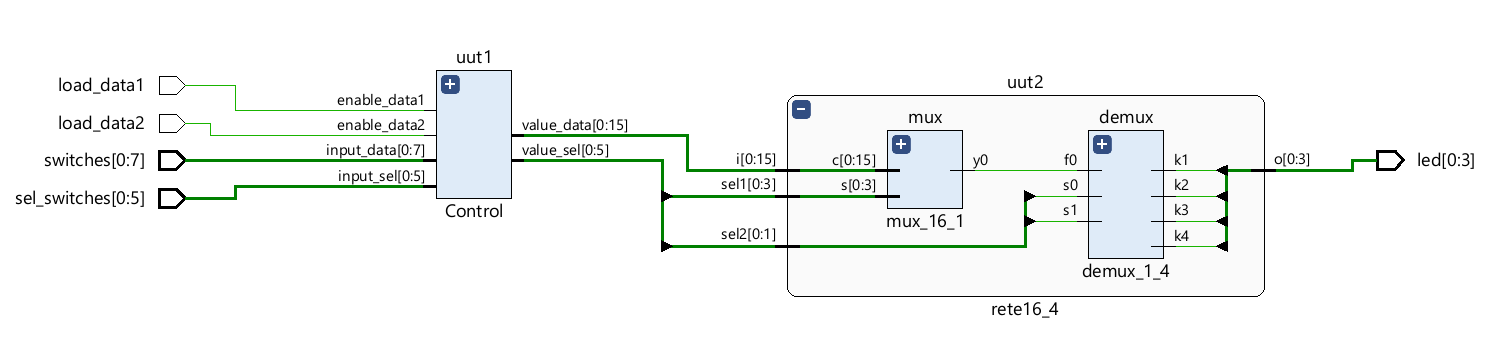 load_data1
load_data2
switches[0:7]
sel_switches[0:5]
uut1
enable_data1
enable_data2
input_data[0:7]
input_sel[0:5]
Control
value_data[0:15]
value_sel[0:5]
uut2
i[0:15]
sel1[0:3]
sel2[0:1]
mux
c[0:15]
s[0:3]
y0
mux_16_1
demux
f0
s0
s1
k1
k2
k3
k4
demux_1_4
o[0:3]
rete16_4
led[0:3]